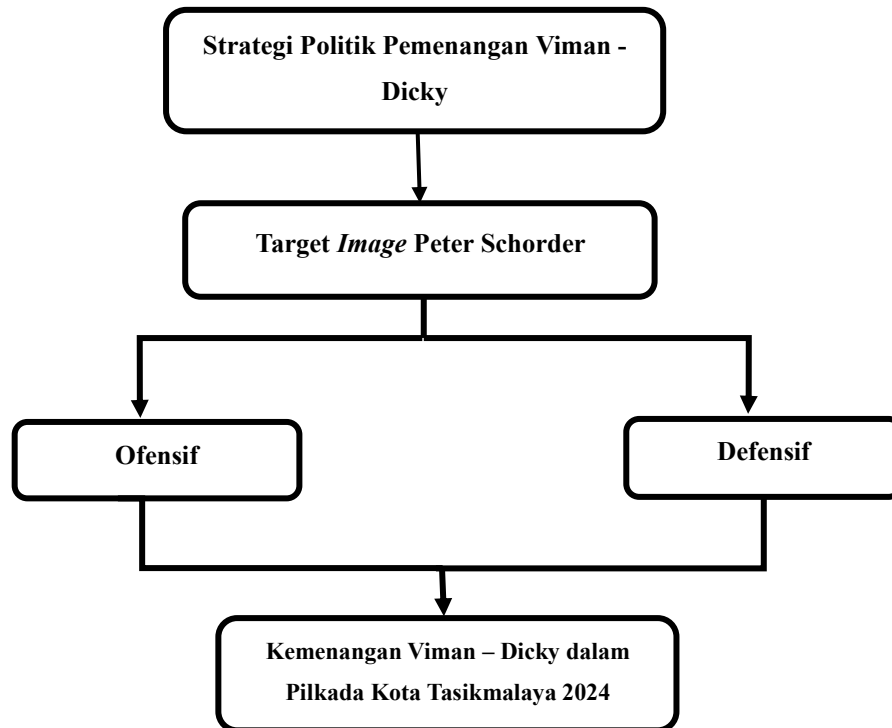 Strategi Politik Pemenangan Viman -
Dicky
Target Image Peter Schorder
Ofensif
Defensif
Kemenangan Viman – Dicky dalam
Pilkada Kota Tasikmalaya 2024